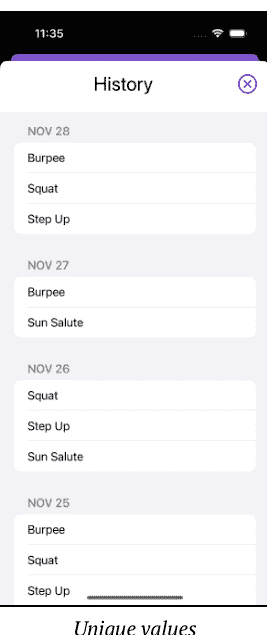 11:35
History
NOV 28
Burpee
Squat
Step Up
NOV 27
Burpee
Sun Salute
NOV 26
Squat
Step Up
Sun Salute
NOV 25
Burpee
Squat
Step Up
Unique values